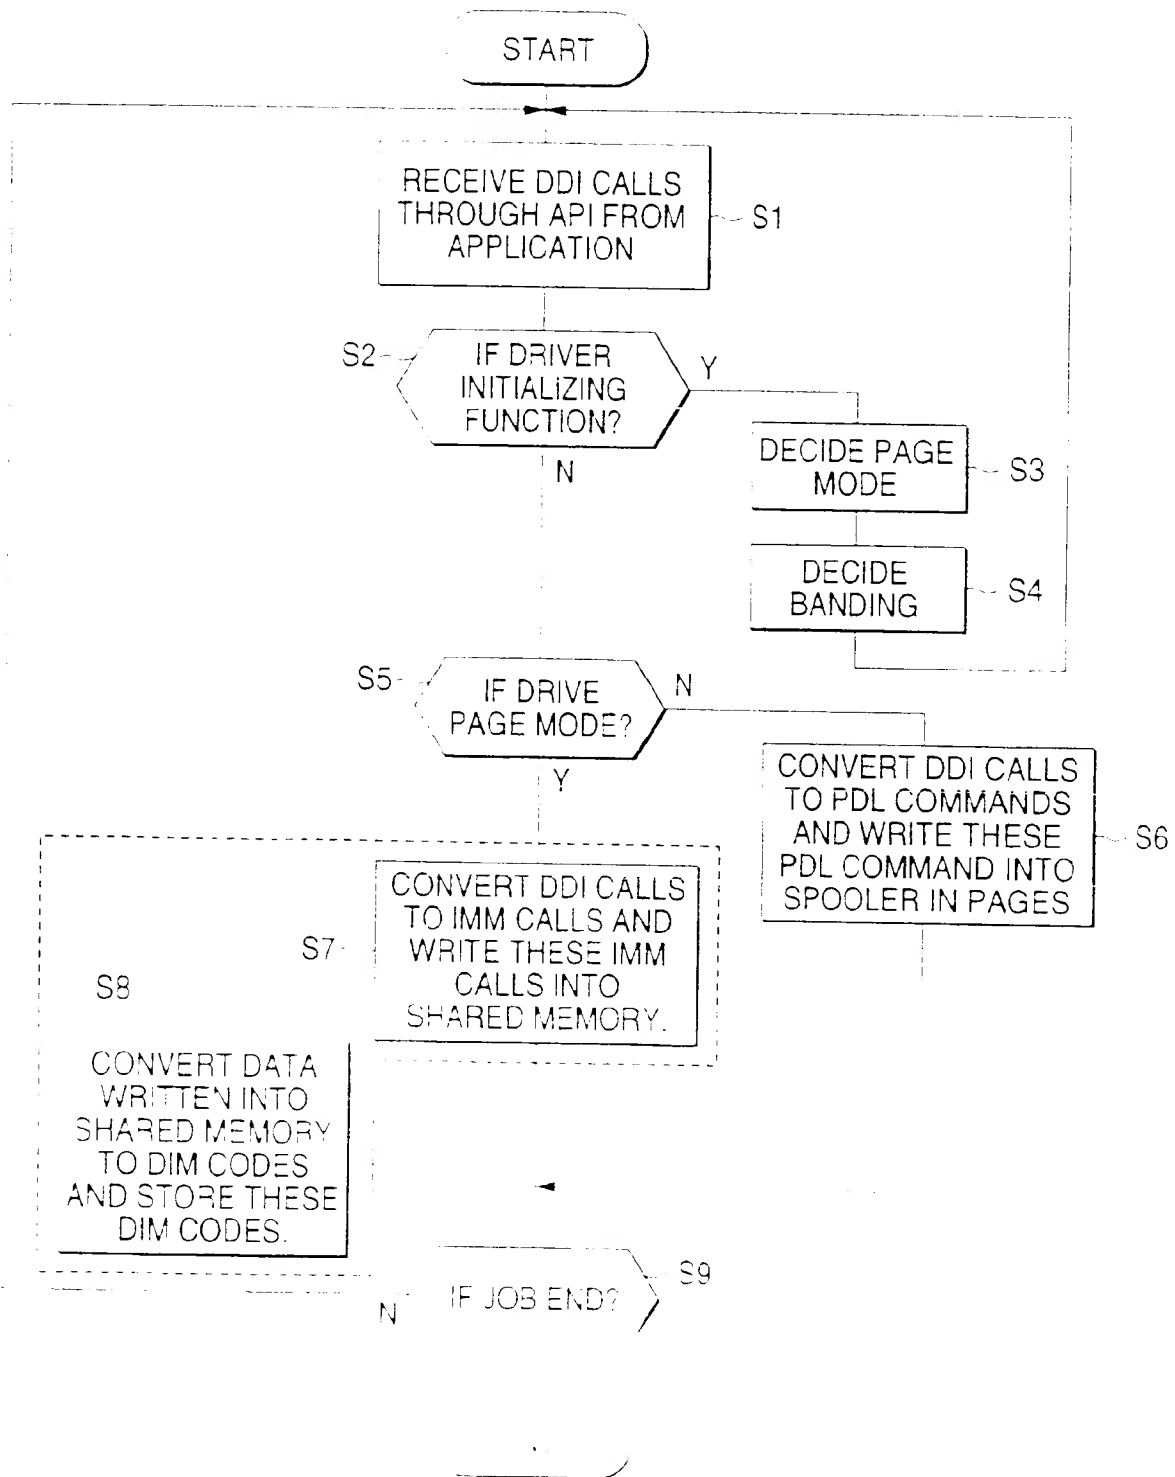 START
RECEIVE DDI CALLS
THROUGH API FROM
APPLICATION
S1
S2
IF DRIVER
INITIALIZING
FUNCTION?
Y
N
DECIDE PAGE
MODE
S3
DECIDE
BANDING
S4
S5
IF DRIVE
PAGE MODE?
N
Y
CONVERT DDI CALLS
TO PDL COMMANDS
AND WRITE THESE
PDL COMMAND INTO
SPOOLER IN PAGES
S6
S7
CONVERT DDI CALLS
TO IMM CALLS AND
WRITE THESE IMM
CALLS INTO
SHARED MEMORY.
S8
CONVERT DATA
WRITTEN INTO
SHARED MEMORY
TO DIM CODES
AND STORE THESE
DIM CODES.
S9
IF JOB END?
N